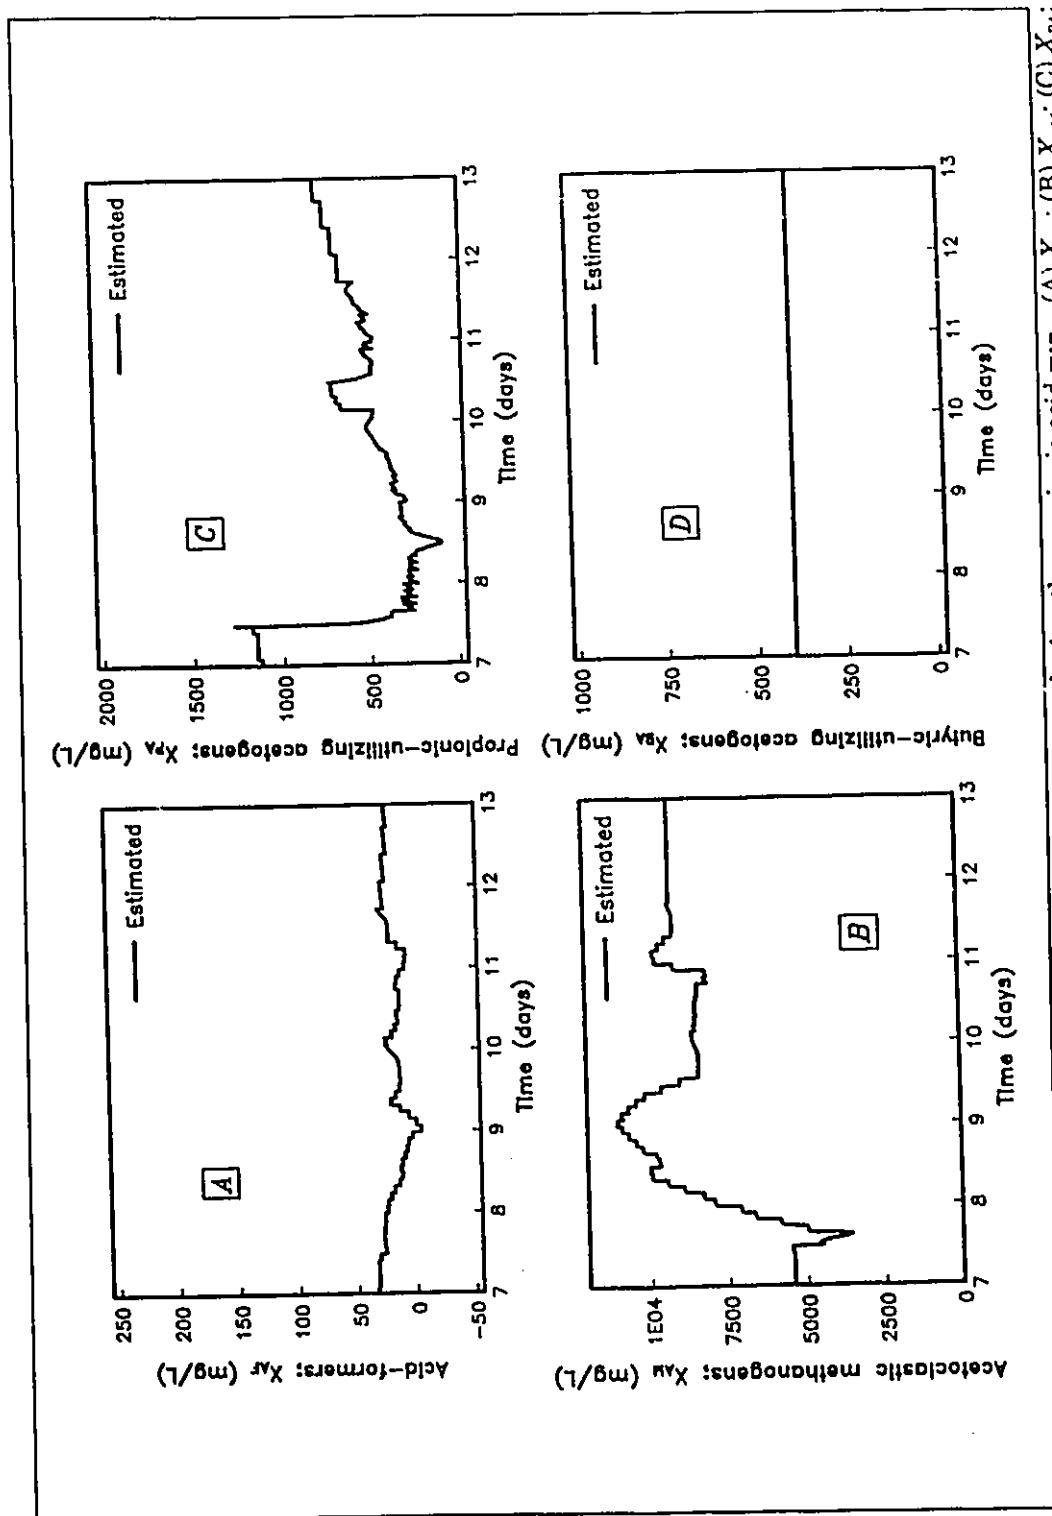 250
200
150
100
50
0
-50
Acid-formers; X_AF (mg/L)
Estimated
A
7
8
9
10
11
12
13
Time (days)
2000
1500
1000
500
0
Propionic-utilizing acetogens; X_PA (mg/L)
Estimated
C
7
8
9
10
11
12
13
Time (days)
1E04
7500
5000
2500
0
Acetoclastic methanogens; X_AM (mg/L)
Estimated
B
7
8
9
10
11
12
13
Time (days)
1000
750
500
250
0
Butyric-utilizing acetogens; X_BA (mg/L)
Estimated
D
7
8
9
10
11
12
13
Time (days)
(A) X ; (B) X ; (C) X